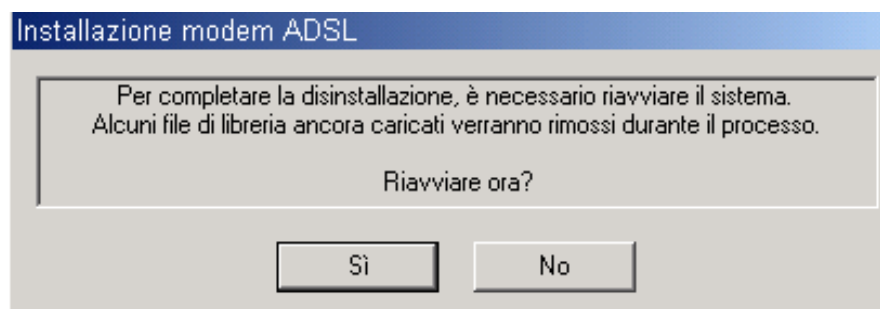 Installazione modem ADSL
Per completare la disinstallazione, è necessario riavviare il sistema.
Alcuni file di libreria ancora caricati verranno rimossi durante il processo.
Riavviare ora?
Sì
No